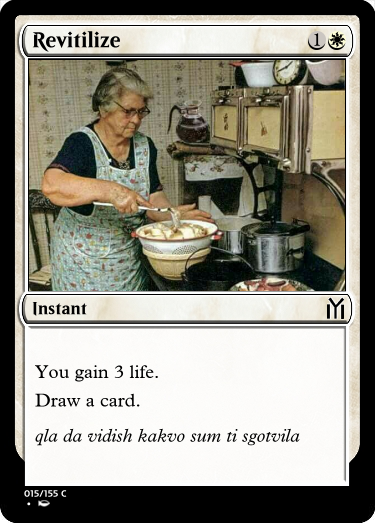 Revitilize 1
Instant
You gain 3 life.
Draw a card.
qla da vidish kakvo sum ti sgotvila
015/155 C